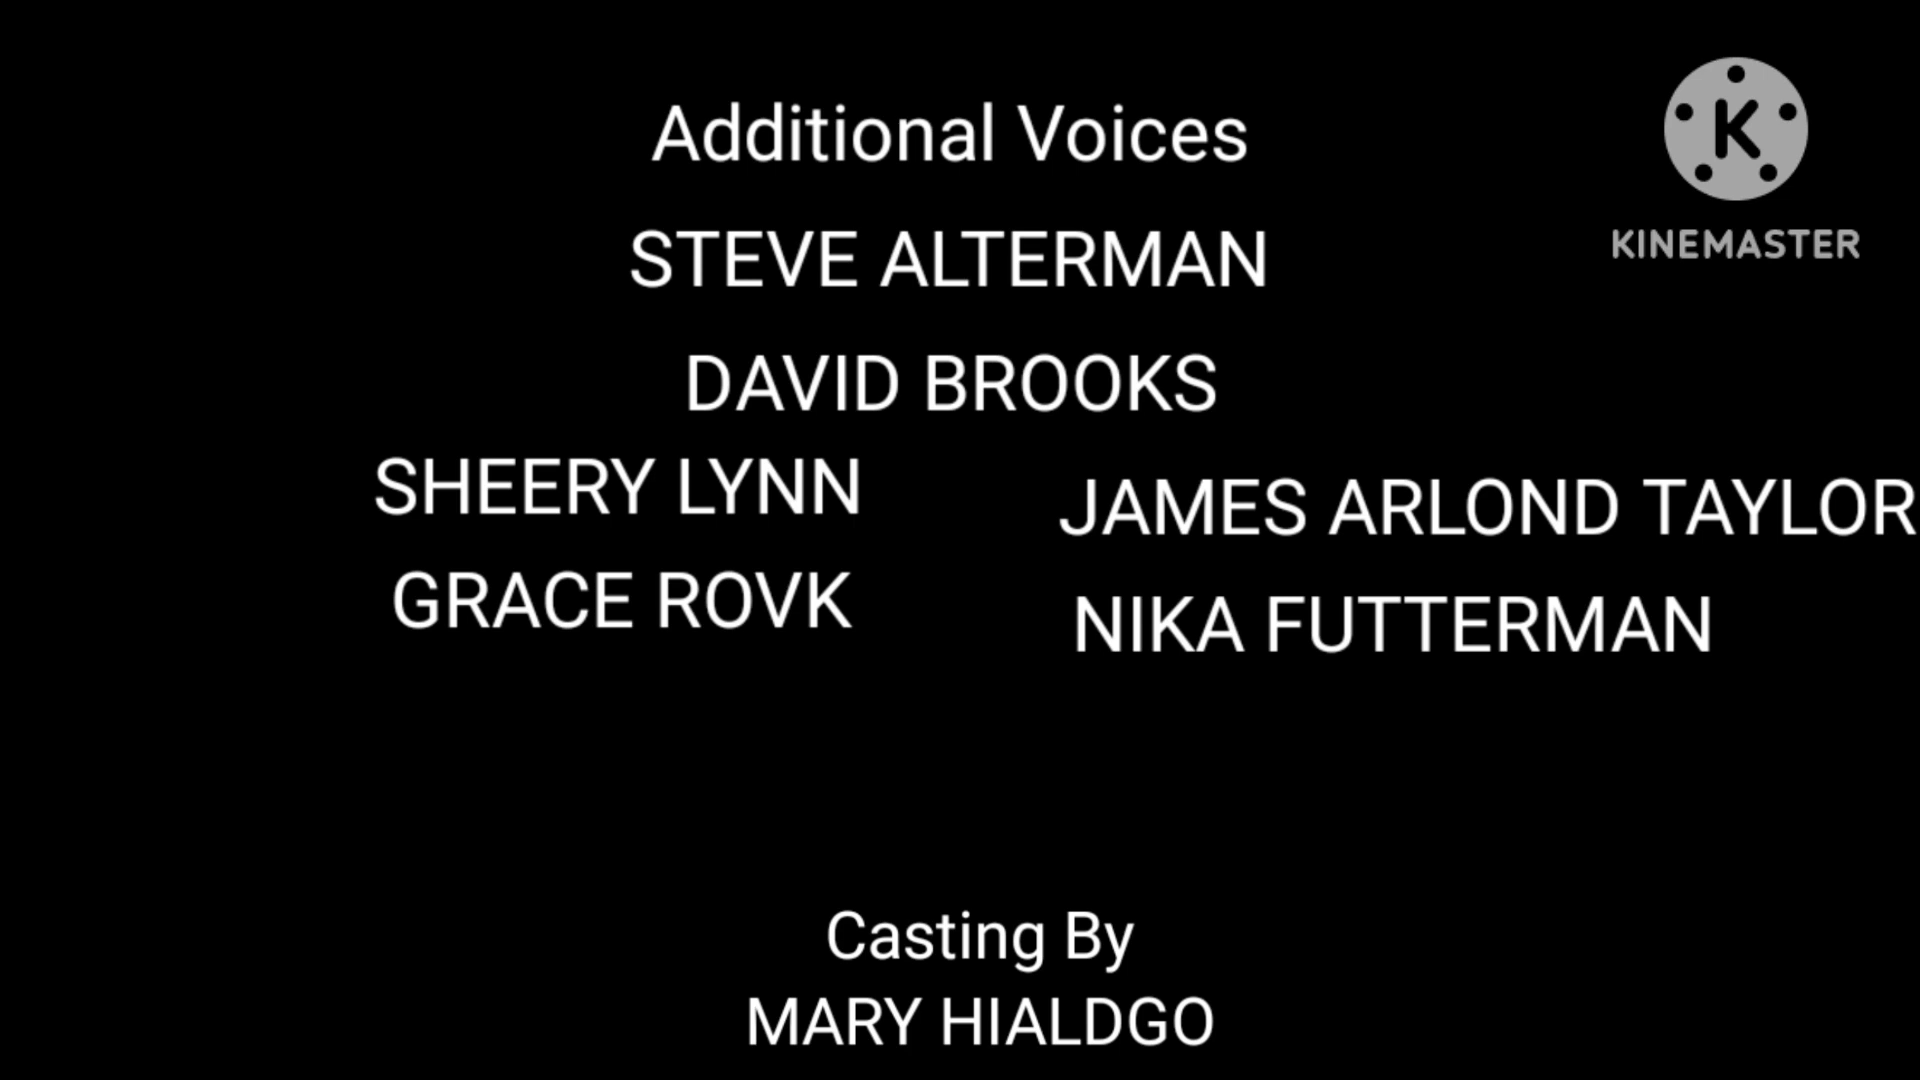 Additional Voices
KINEMASTER
STEVE ALTERMAN
DAVID BROOKS
SHEERY LYNN
JAMES ARLOND TAYLOR
GRACE ROVK
NIKA FUTTERMAN
Casting By
MARY HIALDGO